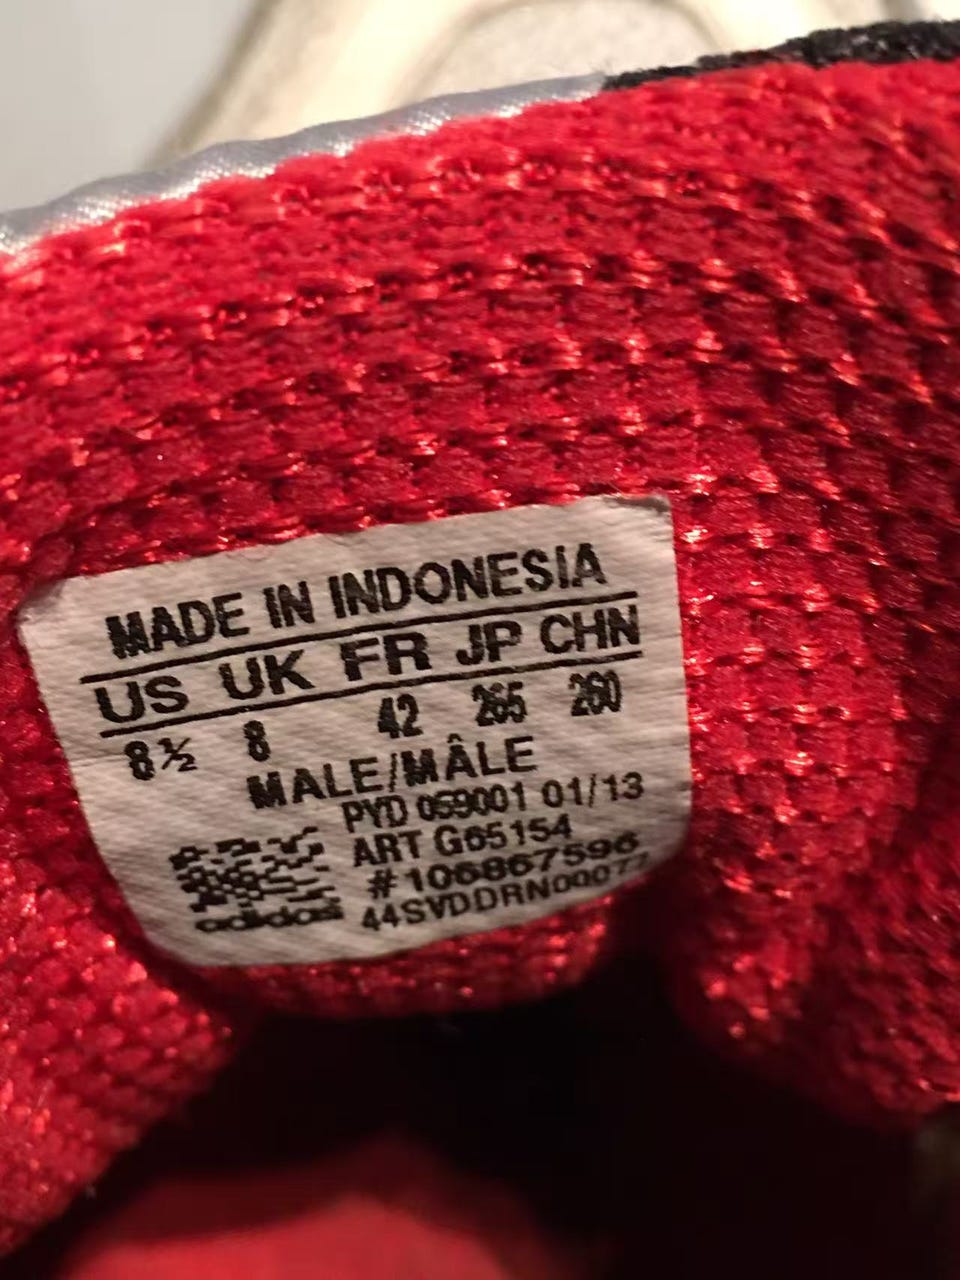 MADE IN INDONESIA
US UK FR JP CHN
8½ 8 42 265 260
MALE/MÂLE
PYD 059001 01/13
ART G65154
#106867596
adidas 44SVDDRN00077